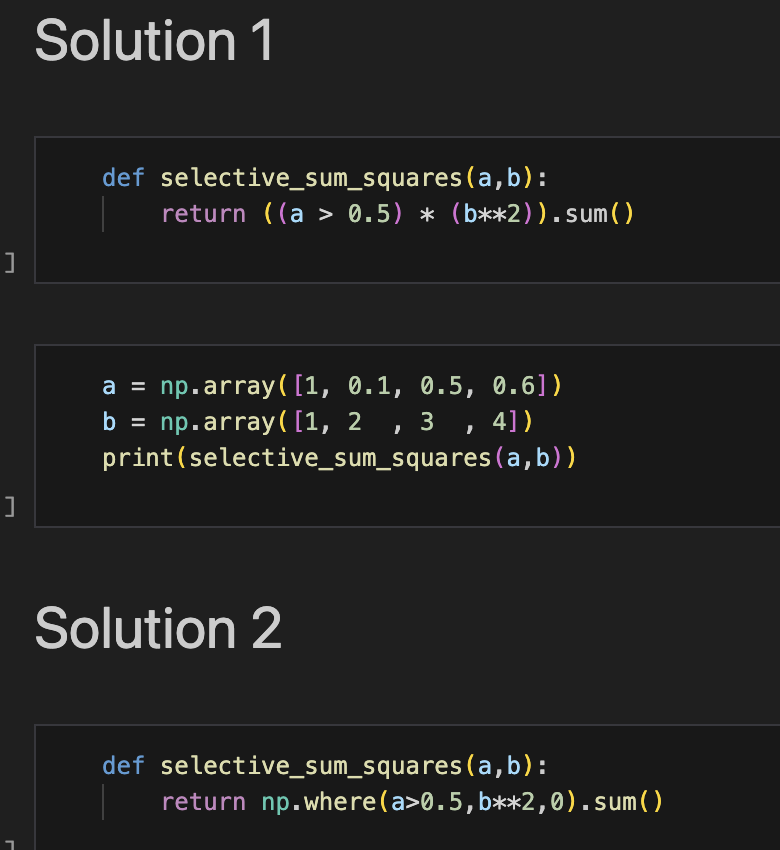 Solution 1
def selective_sum_squares(a,b):
    return ((a > 0.5) * (b**2)).sum()
]
a = np.array([1, 0.1, 0.5, 0.6])
b = np.array([1, 2  , 3  , 4])
print(selective_sum_squares(a,b))
]
Solution 2
def selective_sum_squares(a,b):
    return np.where(a>0.5,b**2,0).sum()
]